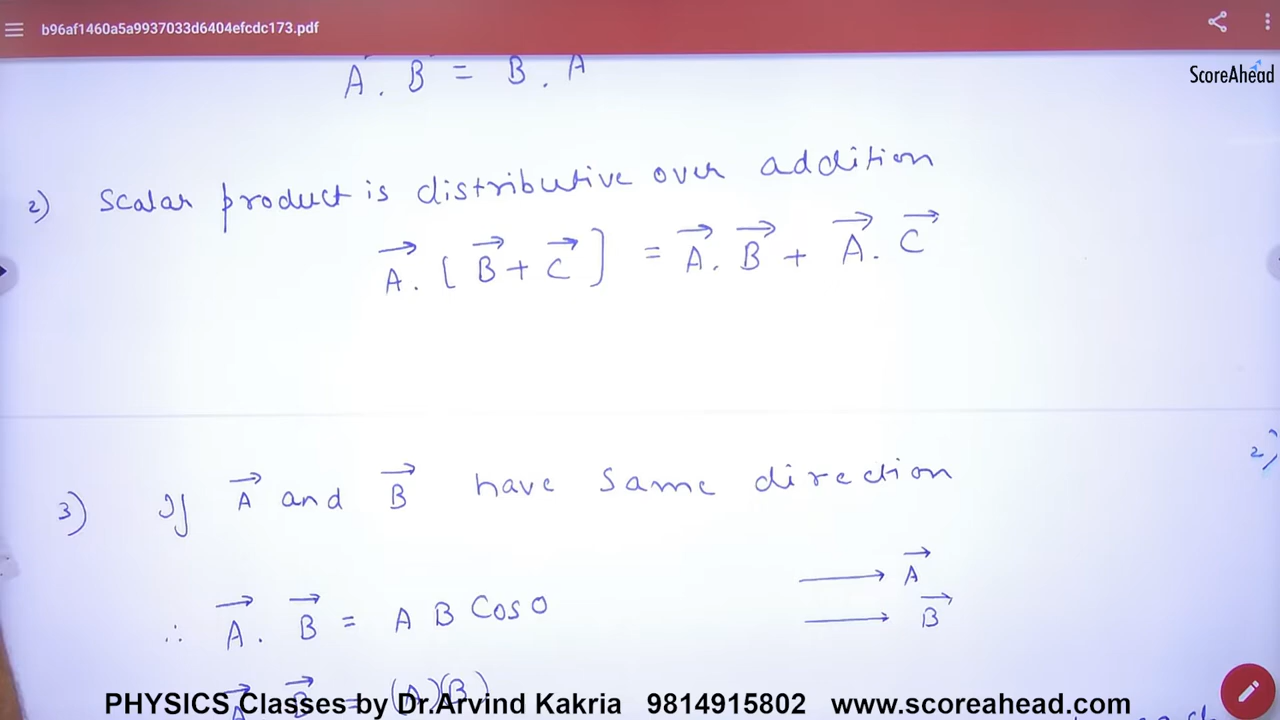 b96af1460a5a9937033d6404efcdc173.pdf
ScoreAhead
A . B = B . A
2) Scalar product is distributive over addition
A⃗ . [ B⃗ + C⃗ ] = A⃗ . B⃗ + A⃗ . C⃗
2)
3) If A⃗ and B⃗ have same direction
A⃗
B⃗
∴ A⃗ . B⃗ = A B Cos 0
B⃗ = (A)(B)
PHYSICS Classes by Dr.Arvind Kakria 9814915802 www.scoreahead.com